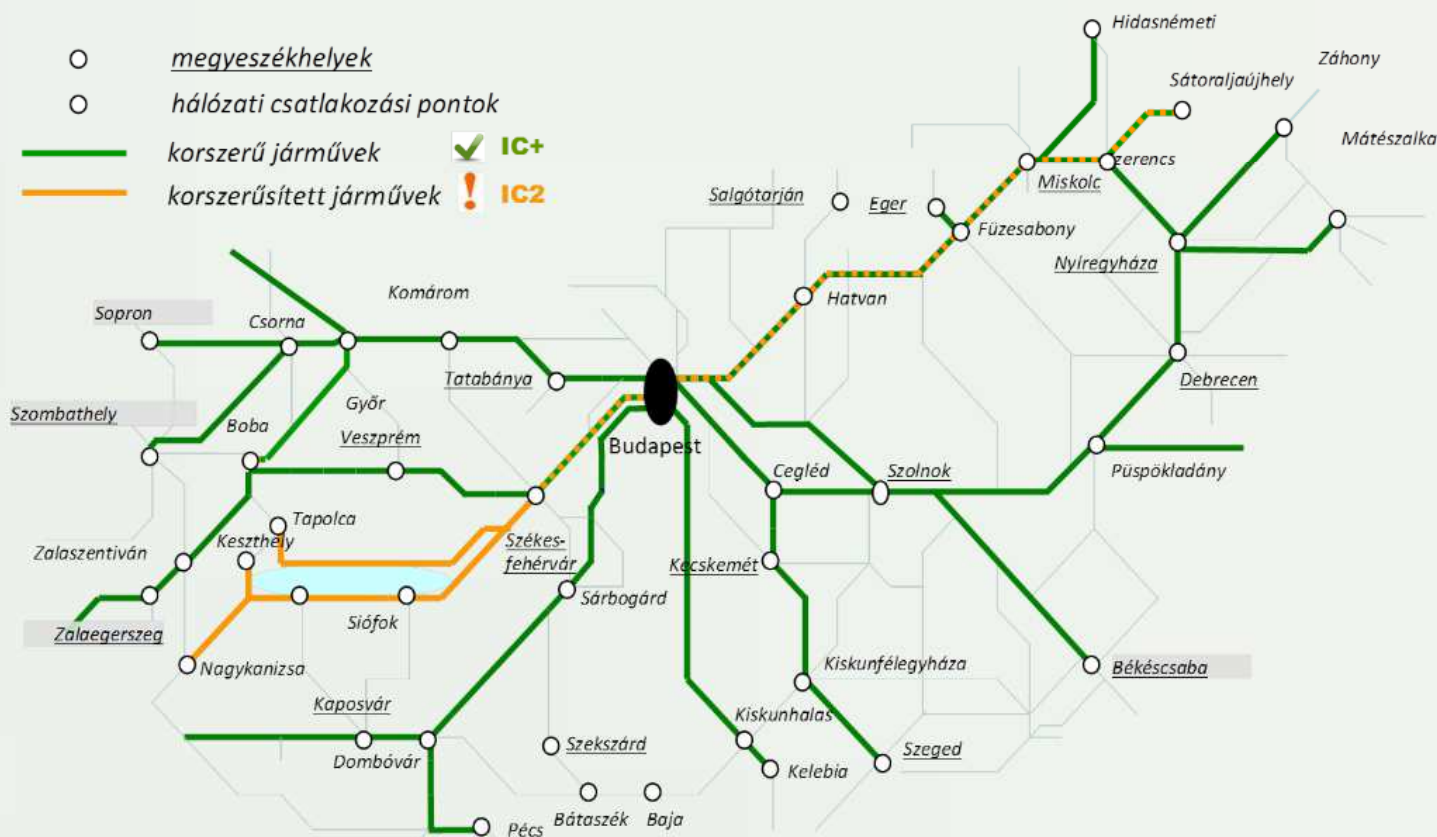 megyeszékhelyek
hálózati csatlakozási pontok
korszerű járművek IC+
korszerűsített járművek IC2
Hidasnémeti
Záhony
Sátoraljaújhely
Mátészalka
zerencs
Miskolc
Salgótarján
Eger
Füzesabony
Nyíregyháza
Hatvan
Komárom
Sopron
Csorna
Tatabánya
Debrecen
Győr
Szombathely
Boba
Veszprém
Budapest
Cegléd
Szolnok
Püspökladány
Tapolca
Keszthely
Székes-
fehérvár
Zalaszentiván
Kecskemét
Sárbogárd
Siófok
Zalaegerszeg
Nagykanizsa
Kiskunfélegyháza
Békéscsaba
Kaposvár
Kiskunhalas
Szekszárd
Szeged
Dombóvár
Kelebia
Bátaszék
Baja
Pécs